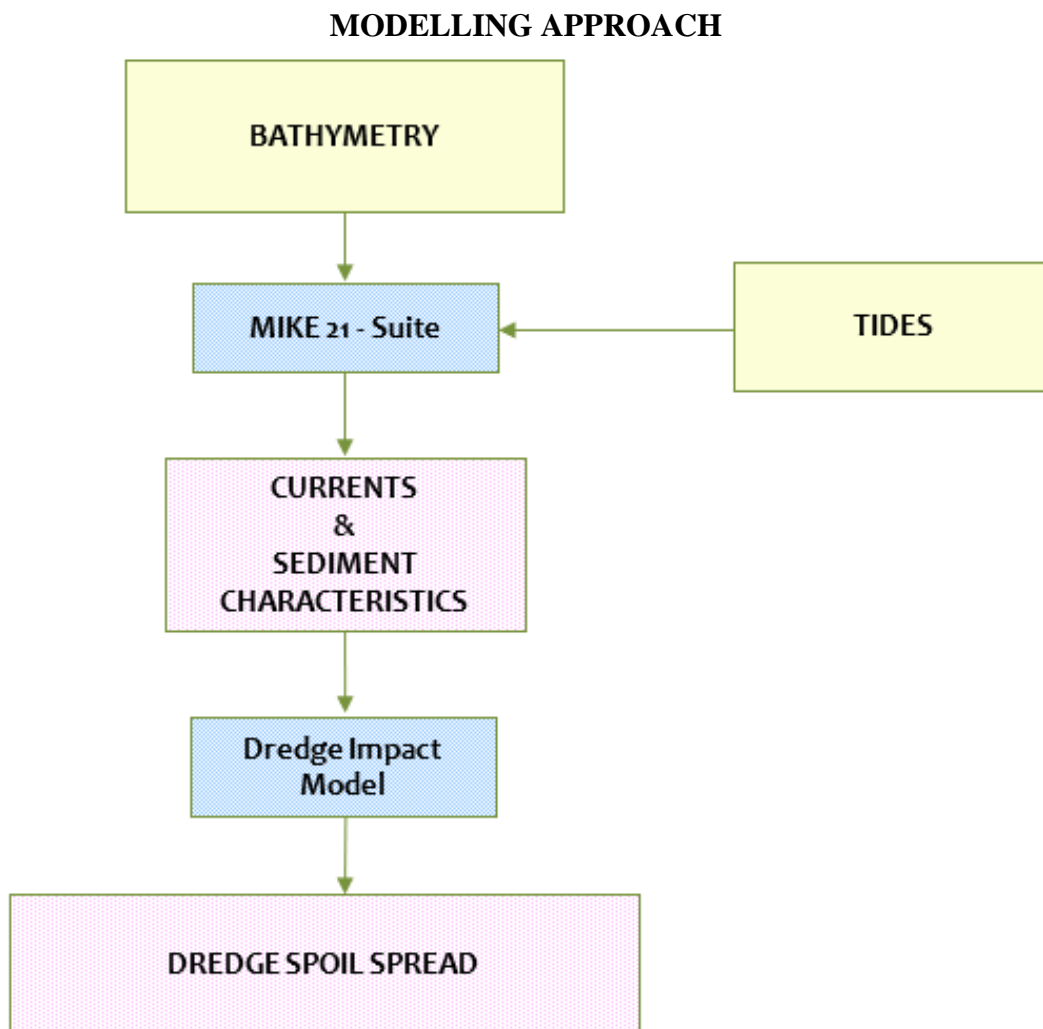 MODELLING APPROACH
BATHYMETRY
MIKE 21 - Suite
TIDES
CURRENTS
&
SEDIMENT
CHARACTERISTICS
Dredge Impact
Model
DREDGE SPOIL SPREAD